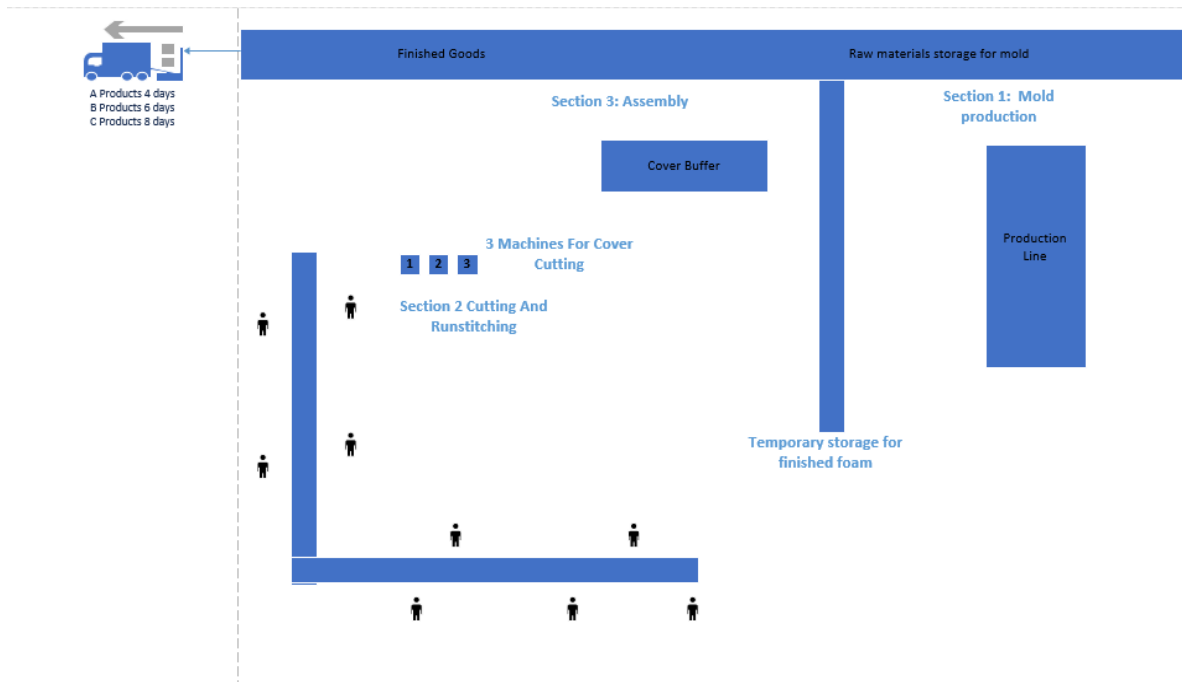 Finished Goods
Raw materials storage for mold
A Products 4 days
B Products 6 days
C Products 8 days
Section 3: Assembly
Section 1:  Mold
production
Cover Buffer
3 Machines For Cover
Cutting
1 2 3
Production
Line
Section 2 Cutting And
Runstitching
Temporary storage for
finished foam